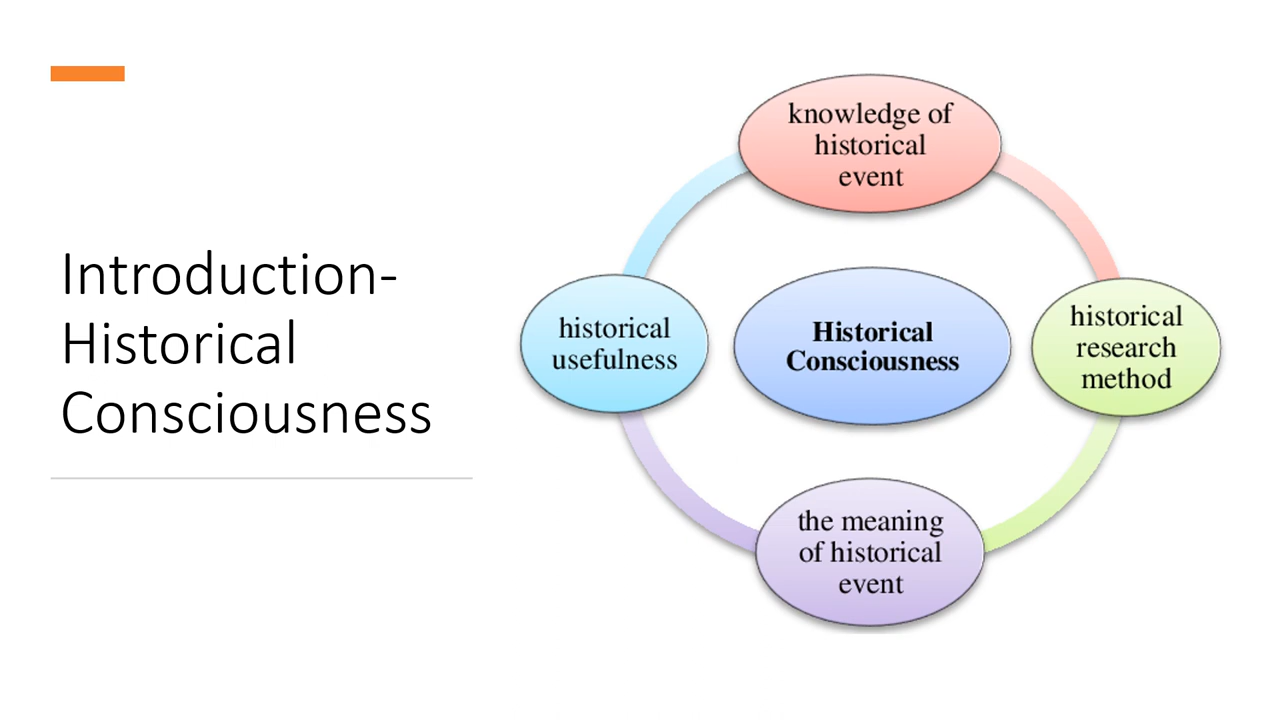 Introduction-
Historical
Consciousness
knowledge of
historical
event
historical
usefulness
Historical
Consciousness
historical
research
method
the meaning
of historical
event